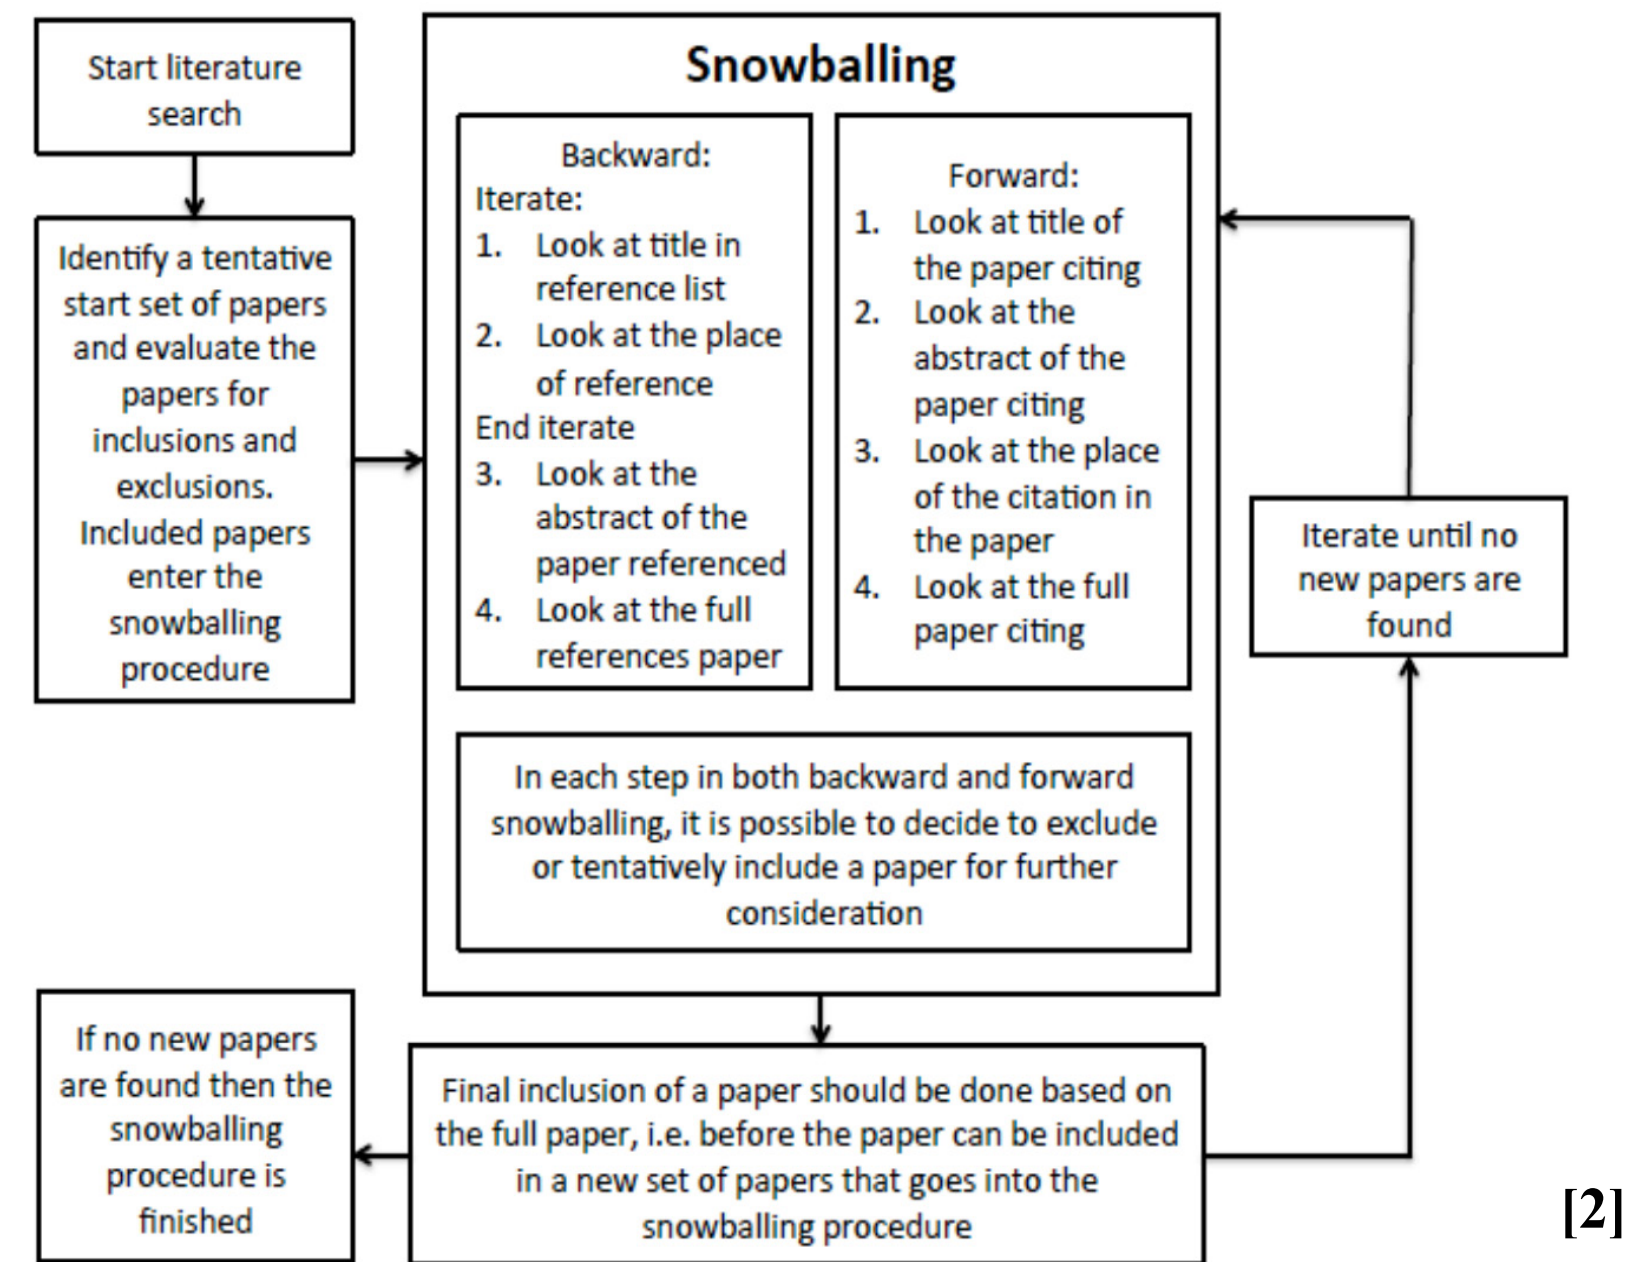 Start literature
search
Identify a tentative
start set of papers
and evaluate the
papers for
inclusions and
exclusions.
Included papers
enter the
snowballing
procedure
Snowballing
Backward:
Iterate:
1. Look at title in
reference list
2. Look at the place
of reference
End iterate
3. Look at the
abstract of the
paper referenced
4. Look at the full
references paper
Forward:
1. Look at title of
the paper citing
2. Look at the
abstract of the
paper citing
3. Look at the place
of the citation in
the paper
4. Look at the full
paper citing
In each step in both backward and forward
snowballing, it is possible to decide to exclude
or tentatively include a paper for further
consideration
Iterate until no
new papers are
found
Final inclusion of a paper should be done based on
the full paper, i.e. before the paper can be included
in a new set of papers that goes into the
snowballing procedure
If no new papers
are found then the
snowballing
procedure is
finished
[2]